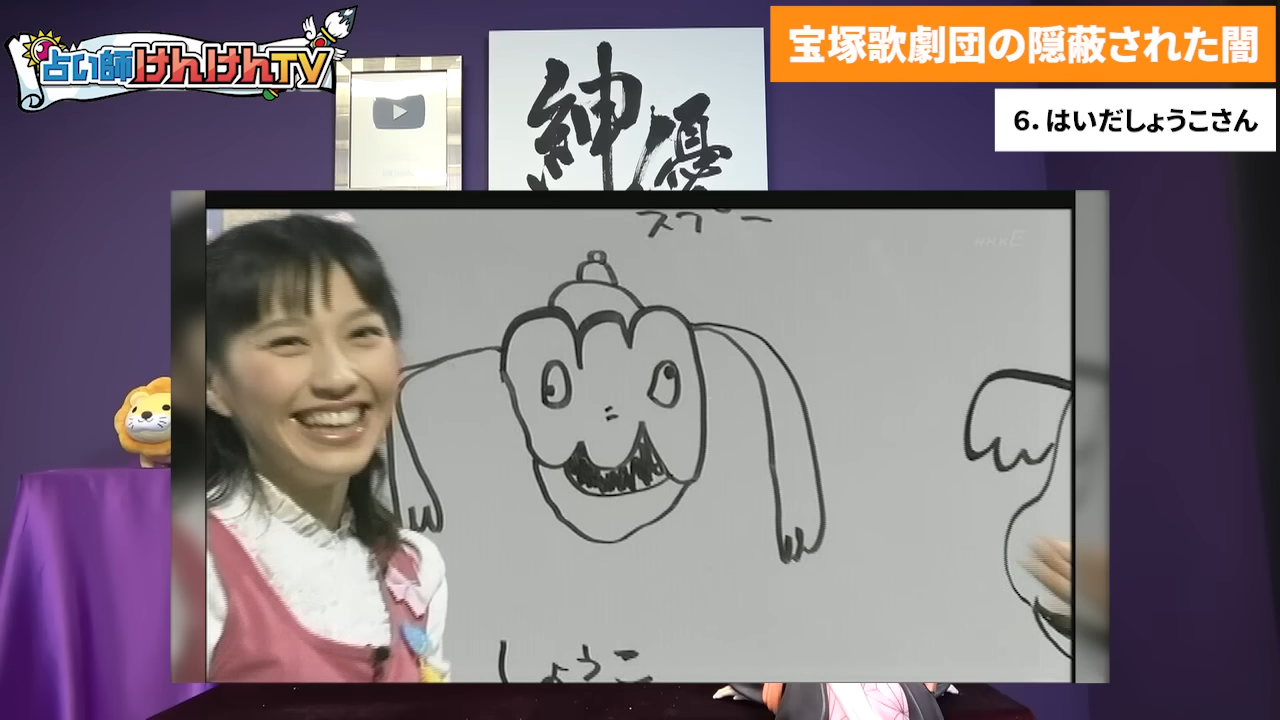 占い師けんけんTV
宝塚歌劇団の隠蔽された闇
6. はいだしょうこさん
紳優
スプー
NHKE
しょうこ